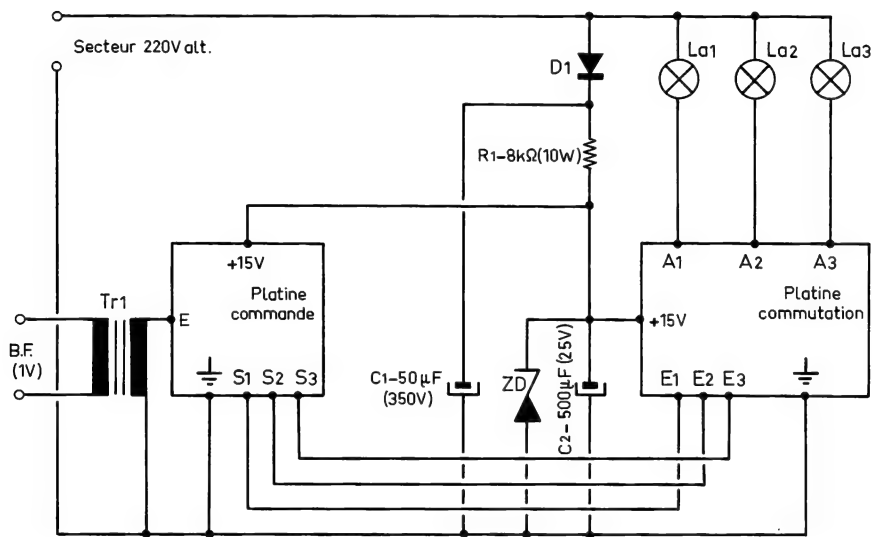 Secteur 220V alt.
D1
La1
La2
La3
R1-8kΩ(10W)
+15V
Platine
commande
E
S1 S2 S3
Tr1
B.F.
(1V)
C1-50µF
(350V)
ZD
C2-500µF(25V)
A1 A2 A3
Platine
commutation
+15V
E1 E2 E3